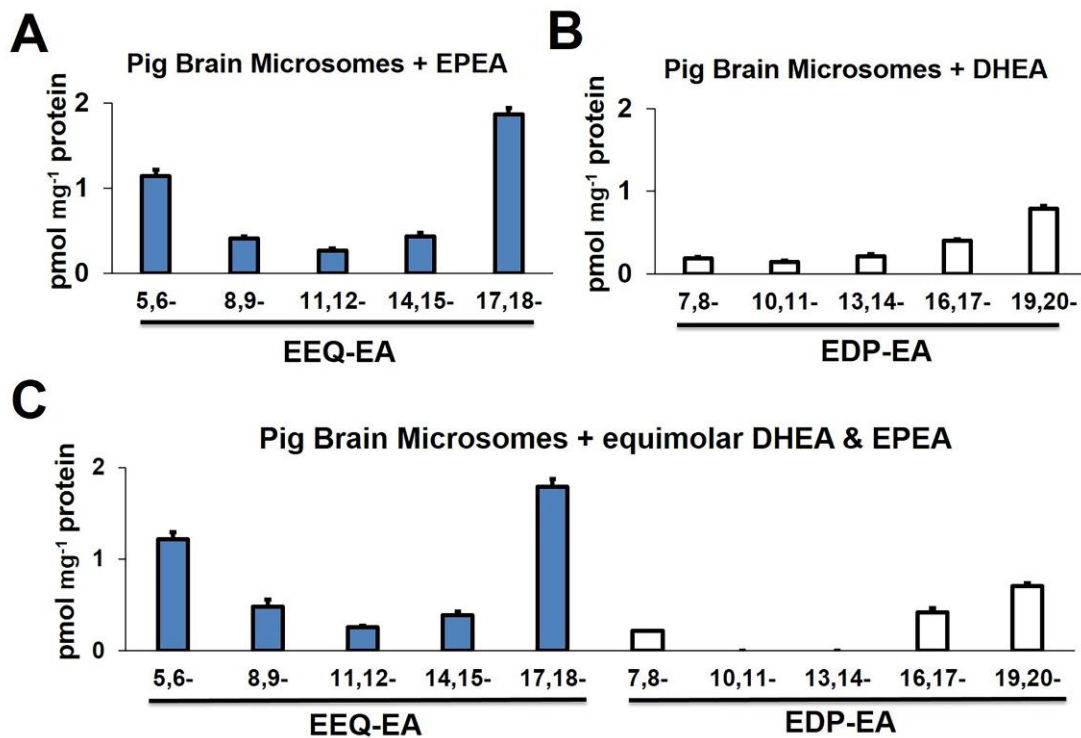 A
Pig Brain Microsomes + EPEA
pmol mg⁻¹ protein
2
1
0
5,6- 8,9- 11,12- 14,15- 17,18-
EEQ-EA
B
Pig Brain Microsomes + DHEA
pmol mg⁻¹ protein
2
1
0
7,8- 10,11- 13,14- 16,17- 19,20-
EDP-EA
C
Pig Brain Microsomes + equimolar DHEA & EPEA
pmol mg⁻¹ protein
2
1
0
5,6- 8,9- 11,12- 14,15- 17,18- 7,8- 10,11- 13,14- 16,17- 19,20-
EEQ-EA EDP-EA